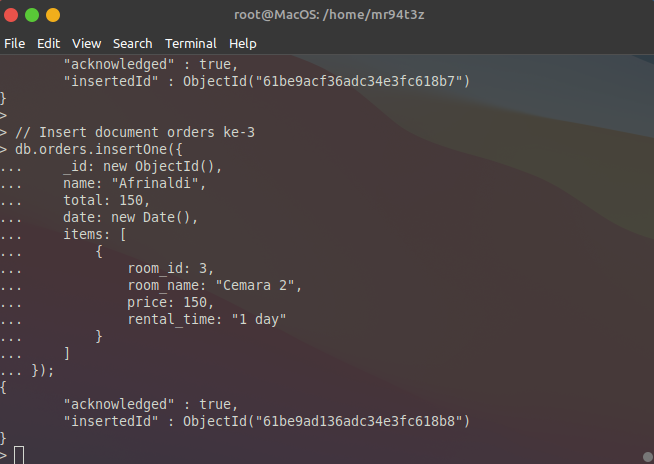 root@MacOS: /home/mr94t3z
File Edit View Search Terminal Help
        "acknowledged" : true,
        "insertedId" : ObjectId("61be9acf36adc34e3fc618b7")
}
>
> // Insert document orders ke-3
> db.orders.insertOne({
...     _id: new ObjectId(),
...     name: "Afrinaldi",
...     total: 150,
...     date: new Date(),
...     items: [
...         {
...             room_id: 3,
...             room_name: "Cemara 2",
...             price: 150,
...             rental_time: "1 day"
...         }
...     ]
... });
{
        "acknowledged" : true,
        "insertedId" : ObjectId("61be9ad136adc34e3fc618b8")
}
>